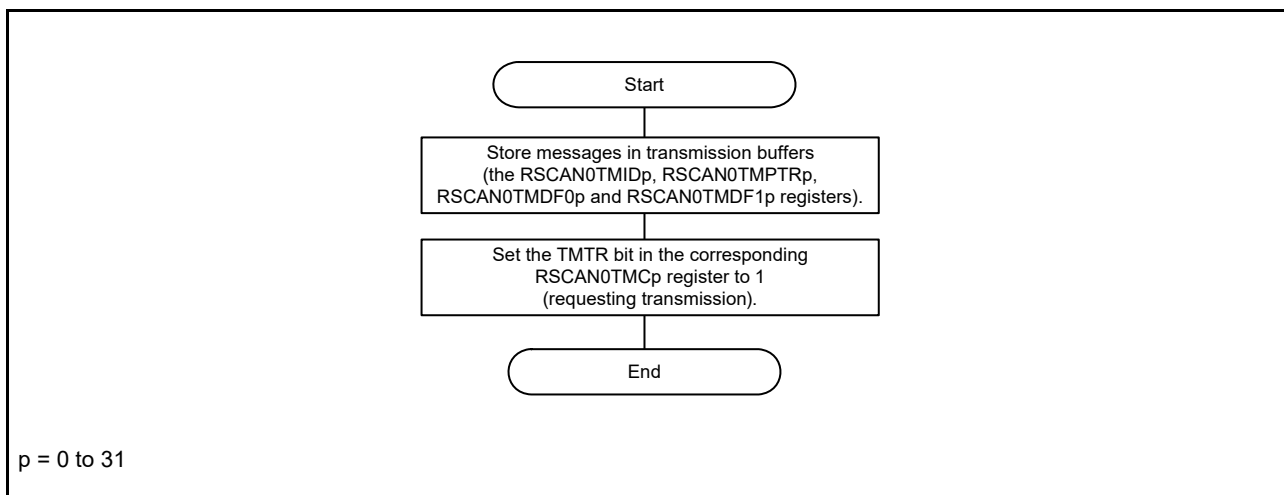 Start
Store messages in transmission buffers
(the RSCAN0TMIDp, RSCAN0TMPTRp,
RSCAN0TMDF0p and RSCAN0TMDF1p registers).
Set the TMTR bit in the corresponding
RSCAN0TMCp register to 1
(requesting transmission).
End
p = 0 to 31